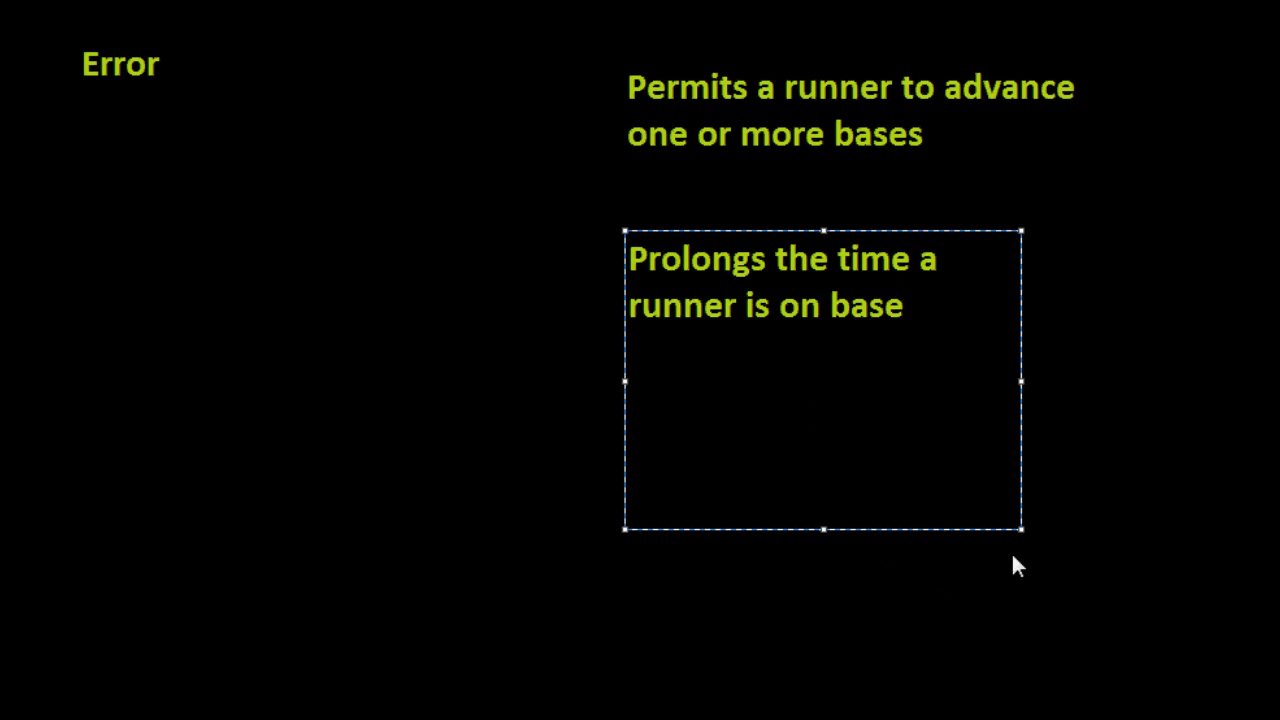 Error
Permits a runner to advance
one or more bases
Prolongs the time a
runner is on base